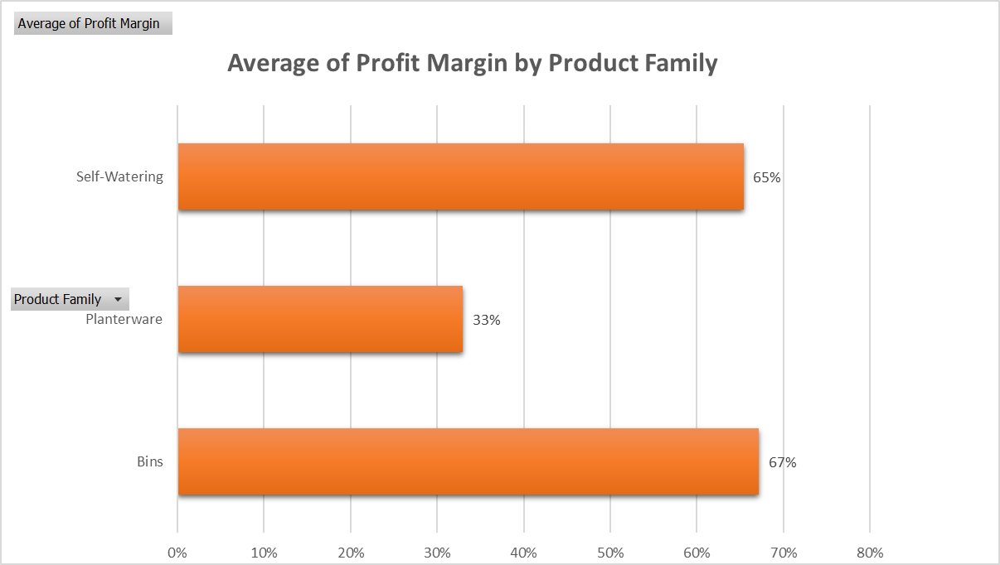 Average of Profit Margin
Average of Profit Margin by Product Family
Self-Watering
65%
Product Family
Planterware
33%
Bins
67%
0% 10% 20% 30% 40% 50% 60% 70% 80%